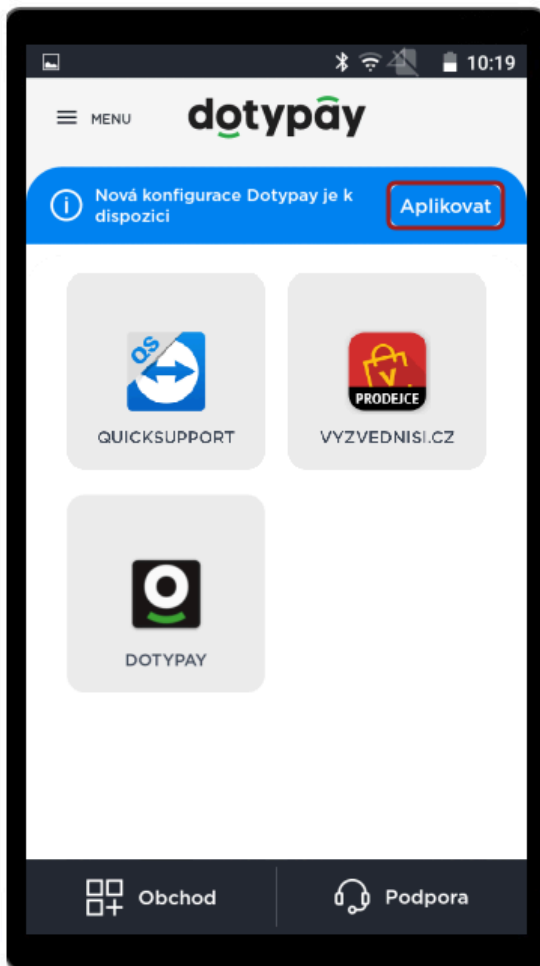 10:19
MENU
dotypay
Nová konfigurace Dotypay je k
dispozici
Aplikovat
QS
V
PRODEJCE
QUICKSUPPORT
VYZVEDNISI.CZ
DOTYPAY
Obchod
Podpora